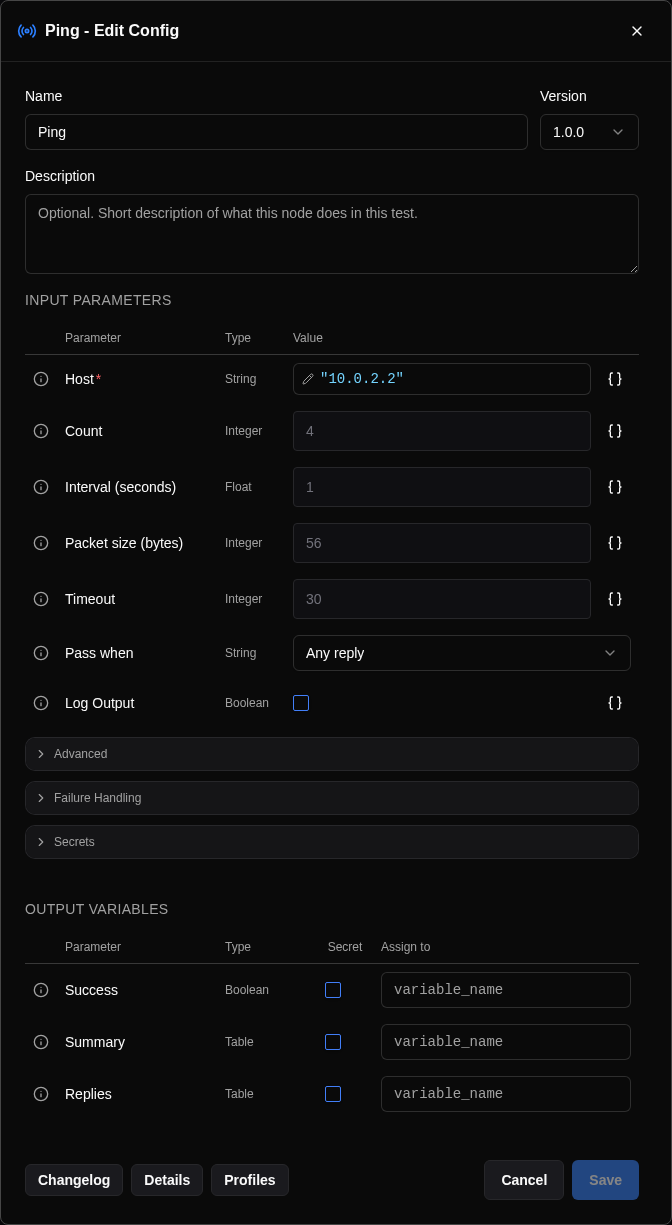 Ping - Edit Config
Name Version
Ping 1.0.0
Description
Optional. Short description of what this node does in this test.
INPUT PARAMETERS
Parameter Type Value
Host* String "10.0.2.2" {}
Count Integer 4 {}
Interval (seconds) Float 1 {}
Packet size (bytes) Integer 56 {}
Timeout Integer 30 {}
Pass when String Any reply
Log Output Boolean {}
Advanced
Failure Handling
Secrets
OUTPUT VARIABLES
Parameter Type Secret Assign to
Success Boolean variable_name
Summary Table variable_name
Replies Table variable_name
Changelog Details Profiles Cancel Save